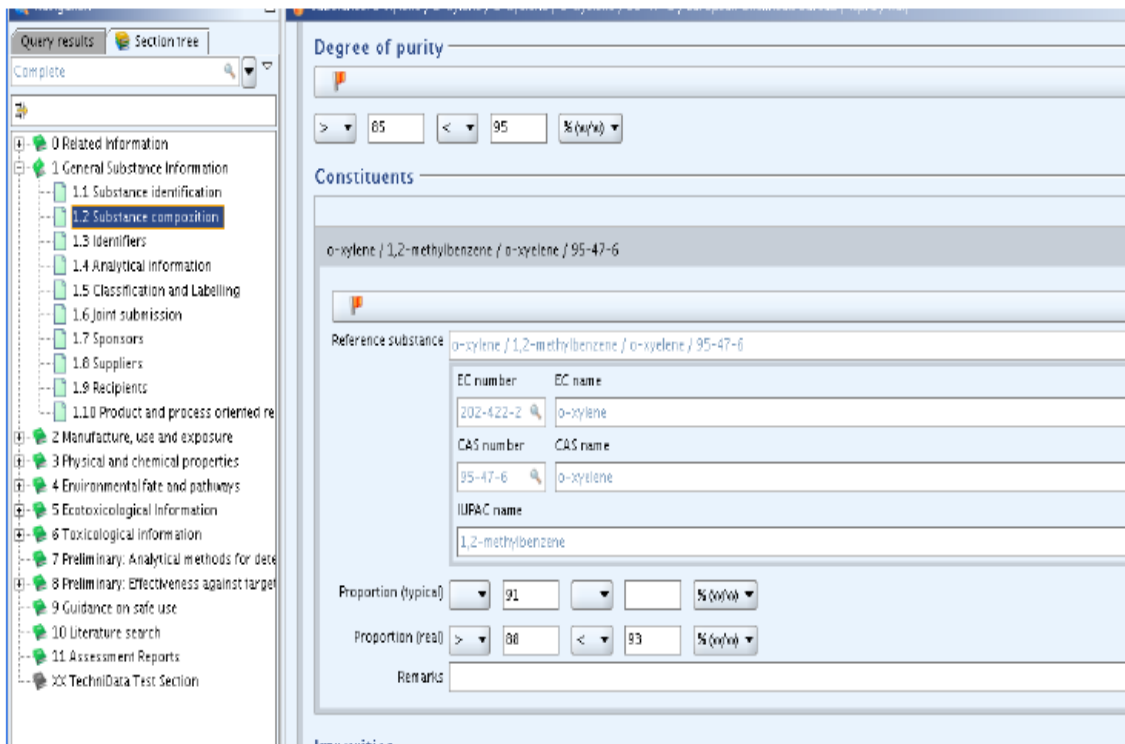 Query results
Section tree
Complete
0 Related Information
1 General Substance Information
1.1 Substance identification
1.2 Substance composition
1.3 Identifiers
1.4 Analytical information
1.5 Classification and Labelling
1.6 Joint submission
1.7 Sponsors
1.8 Suppliers
1.9 Recipients
1.10 Product and process oriented re
2 Manufacture, use and exposure
3 Physical and chemical properties
4 Environmental fate and pathways
5 Ecotoxicological Information
6 Toxicological information
7 Preliminary: Analytical methods for dete
8 Preliminary: Effectiveness against target
9 Guidance on safe use
10 Literature search
11 Assessment Reports
XX TechniData Test Section
Degree of purity
> 85 < 95 % (w/w)
Constituents
o-xylene / 1,2-methylbenzene / o-xyelene / 95-47-6
Reference substance o-xylene / 1,2-methylbenzene / o-xyelene / 95-47-6
EC number EC name
202-422-2 o-xylene
CAS number CAS name
95-47-6 o-xyelene
IUPAC name
1,2-methylbenzene
Proportion (typical) 91 % (w/w)
Proportion (real) > 88 < 93 % (w/w)
Remarks